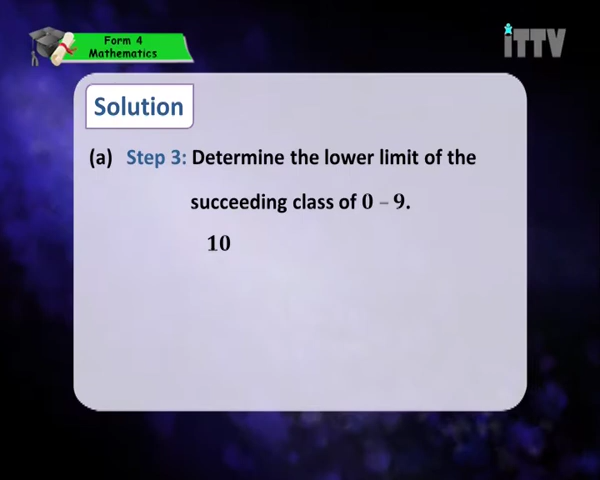 Form 4
Mathematics
iTTV
Solution
(a) Step 3: Determine the lower limit of the
succeeding class of 0 – 9.
10